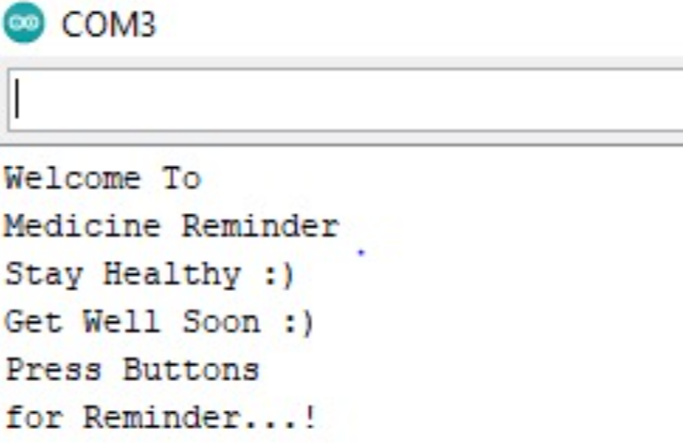 COM3
Welcome To
Medicine Reminder
Stay Healthy :)
Get Well Soon :)
Press Buttons
for Reminder...!